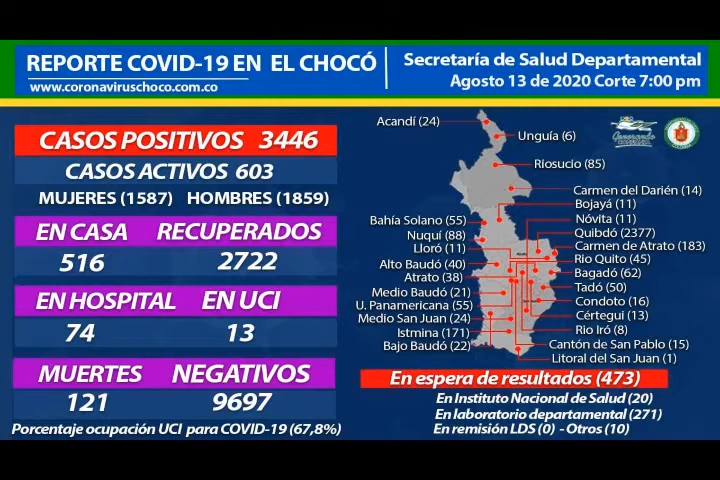 REPORTE COVID-19 EN EL CHOCÓ
www.coronaviruschoco.com.co
Secretaría de Salud Departamental
Agosto 13 de 2020 Corte 7:00 pm
CASOS POSITIVOS 3446
CASOS ACTIVOS 603
MUJERES (1587) HOMBRES (1859)
EN CASA RECUPERADOS
516 2722
EN HOSPITAL EN UCI
74 13
MUERTES NEGATIVOS
121 9697
Porcentaje ocupación UCI para COVID-19 (67,8%)
Acandí (24)
Unguía (6)
Riosucio (85)
Carmen del Darién (14)
Bojayá (11)
Bahía Solano (55)
Nóvita (11)
Nuquí (88)
Quibdó (2377)
Lloró (11)
Carmen de Atrato (183)
Alto Baudó (40)
Rio Quito (45)
Atrato (38)
Bagadó (62)
Medio Baudó (21)
Tadó (50)
U. Panamericana (55)
Condoto (16)
Medio San Juan (24)
Cértegui (13)
Istmina (171)
Rio Iró (8)
Bajo Baudó (22)
Cantón de San Pablo (15)
Litoral del San Juan (1)
En espera de resultados (473)
En Instituto Nacional de Salud (20)
En laboratorio departamental (271)
En remisión LDS (0) - Otros (10)